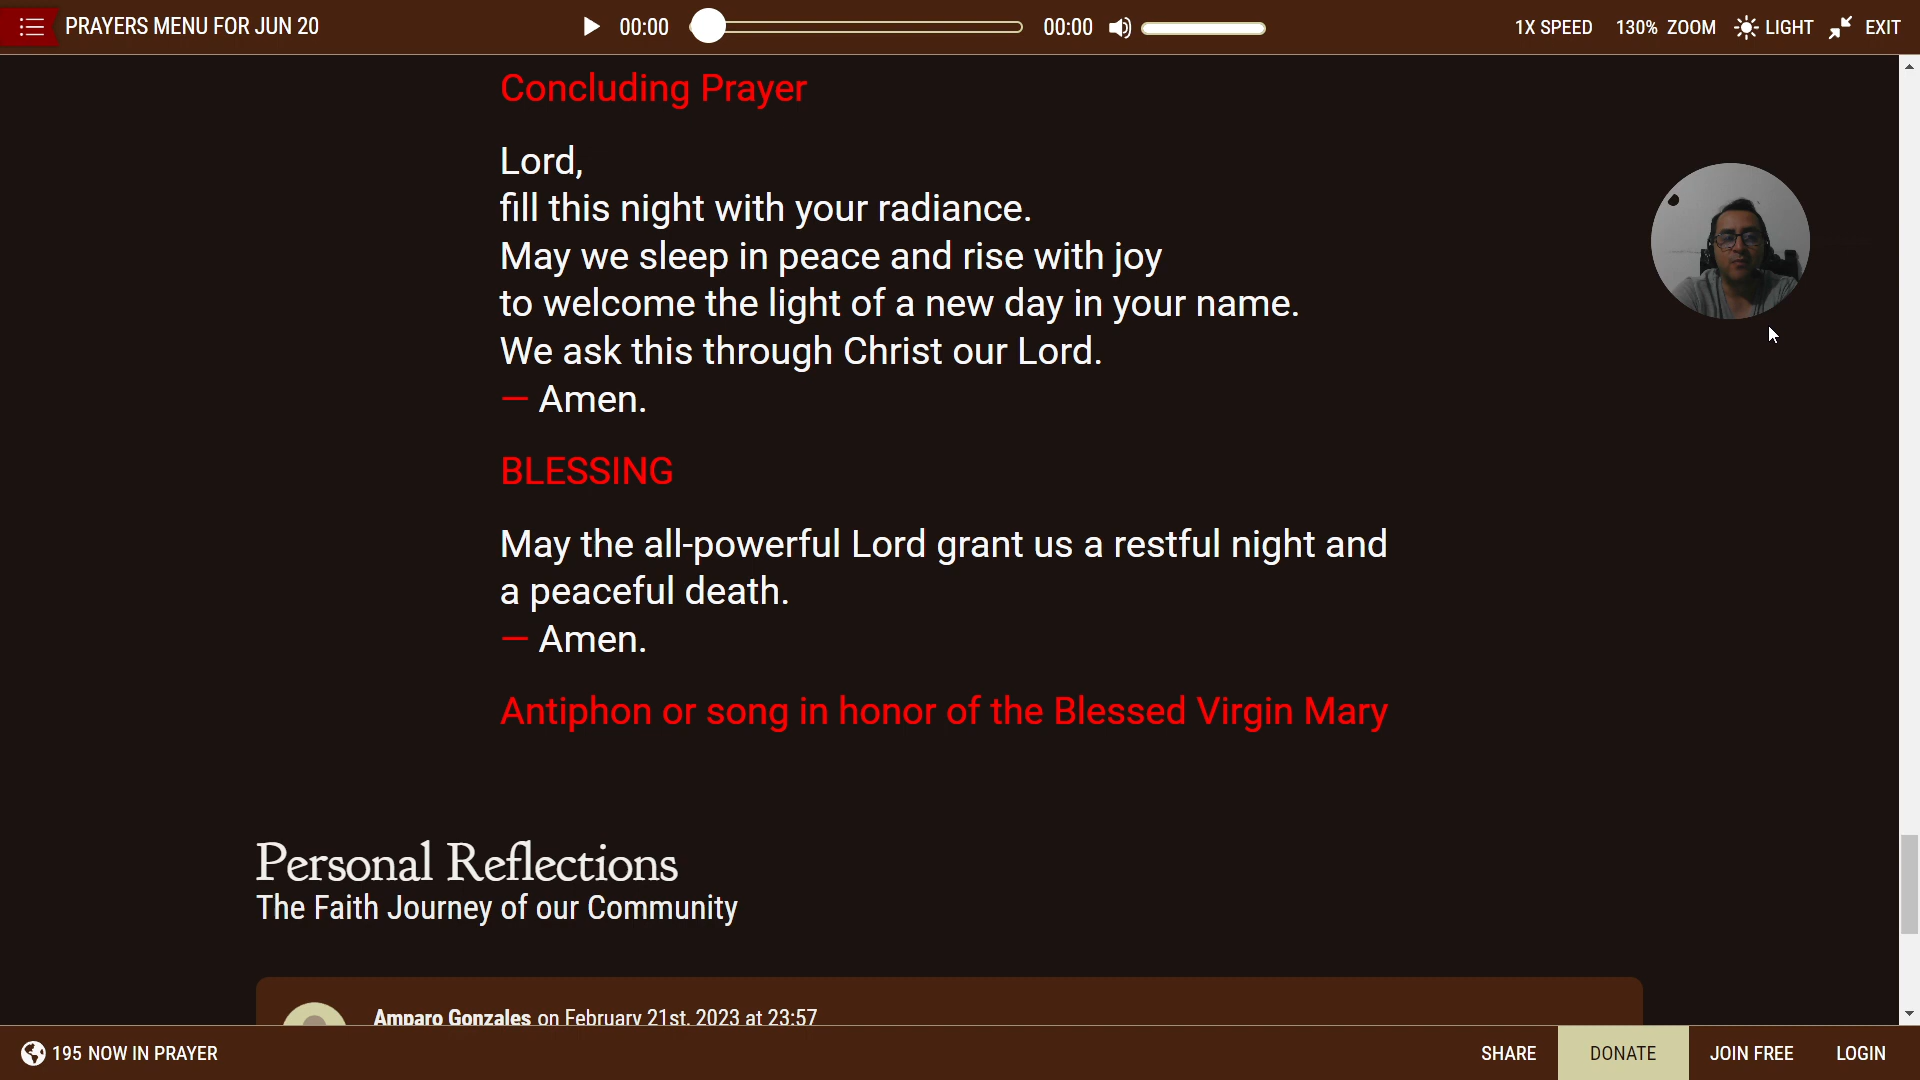 PRAYERS MENU FOR JUN 20
00:00
00:00
1X SPEED
130% ZOOM
LIGHT
EXIT
Concluding Prayer
Lord,
fill this night with your radiance.
May we sleep in peace and rise with joy
to welcome the light of a new day in your name.
We ask this through Christ our Lord.
— Amen.
BLESSING
May the all-powerful Lord grant us a restful night and
a peaceful death.
— Amen.
Antiphon or song in honor of the Blessed Virgin Mary
Personal Reflections
The Faith Journey of our Community
Amparo Gonzales on February 21st, 2023 at 23:57
195 NOW IN PRAYER
SHARE
DONATE
JOIN FREE
LOGIN